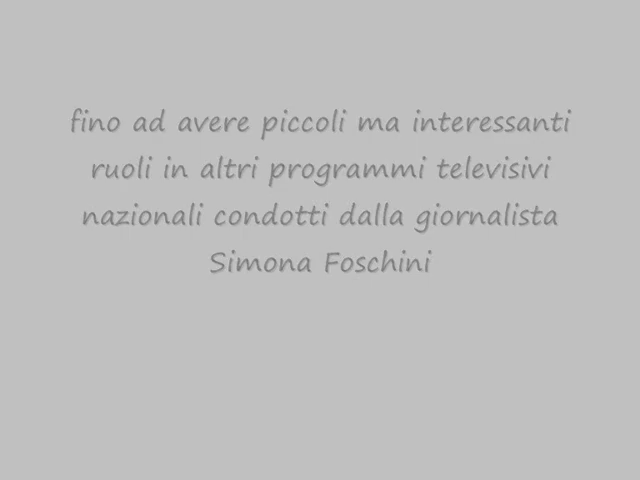 fino ad avere piccoli ma interessanti
ruoli in altri programmi televisivi
nazionali condotti dalla giornalista
Simona Foschini